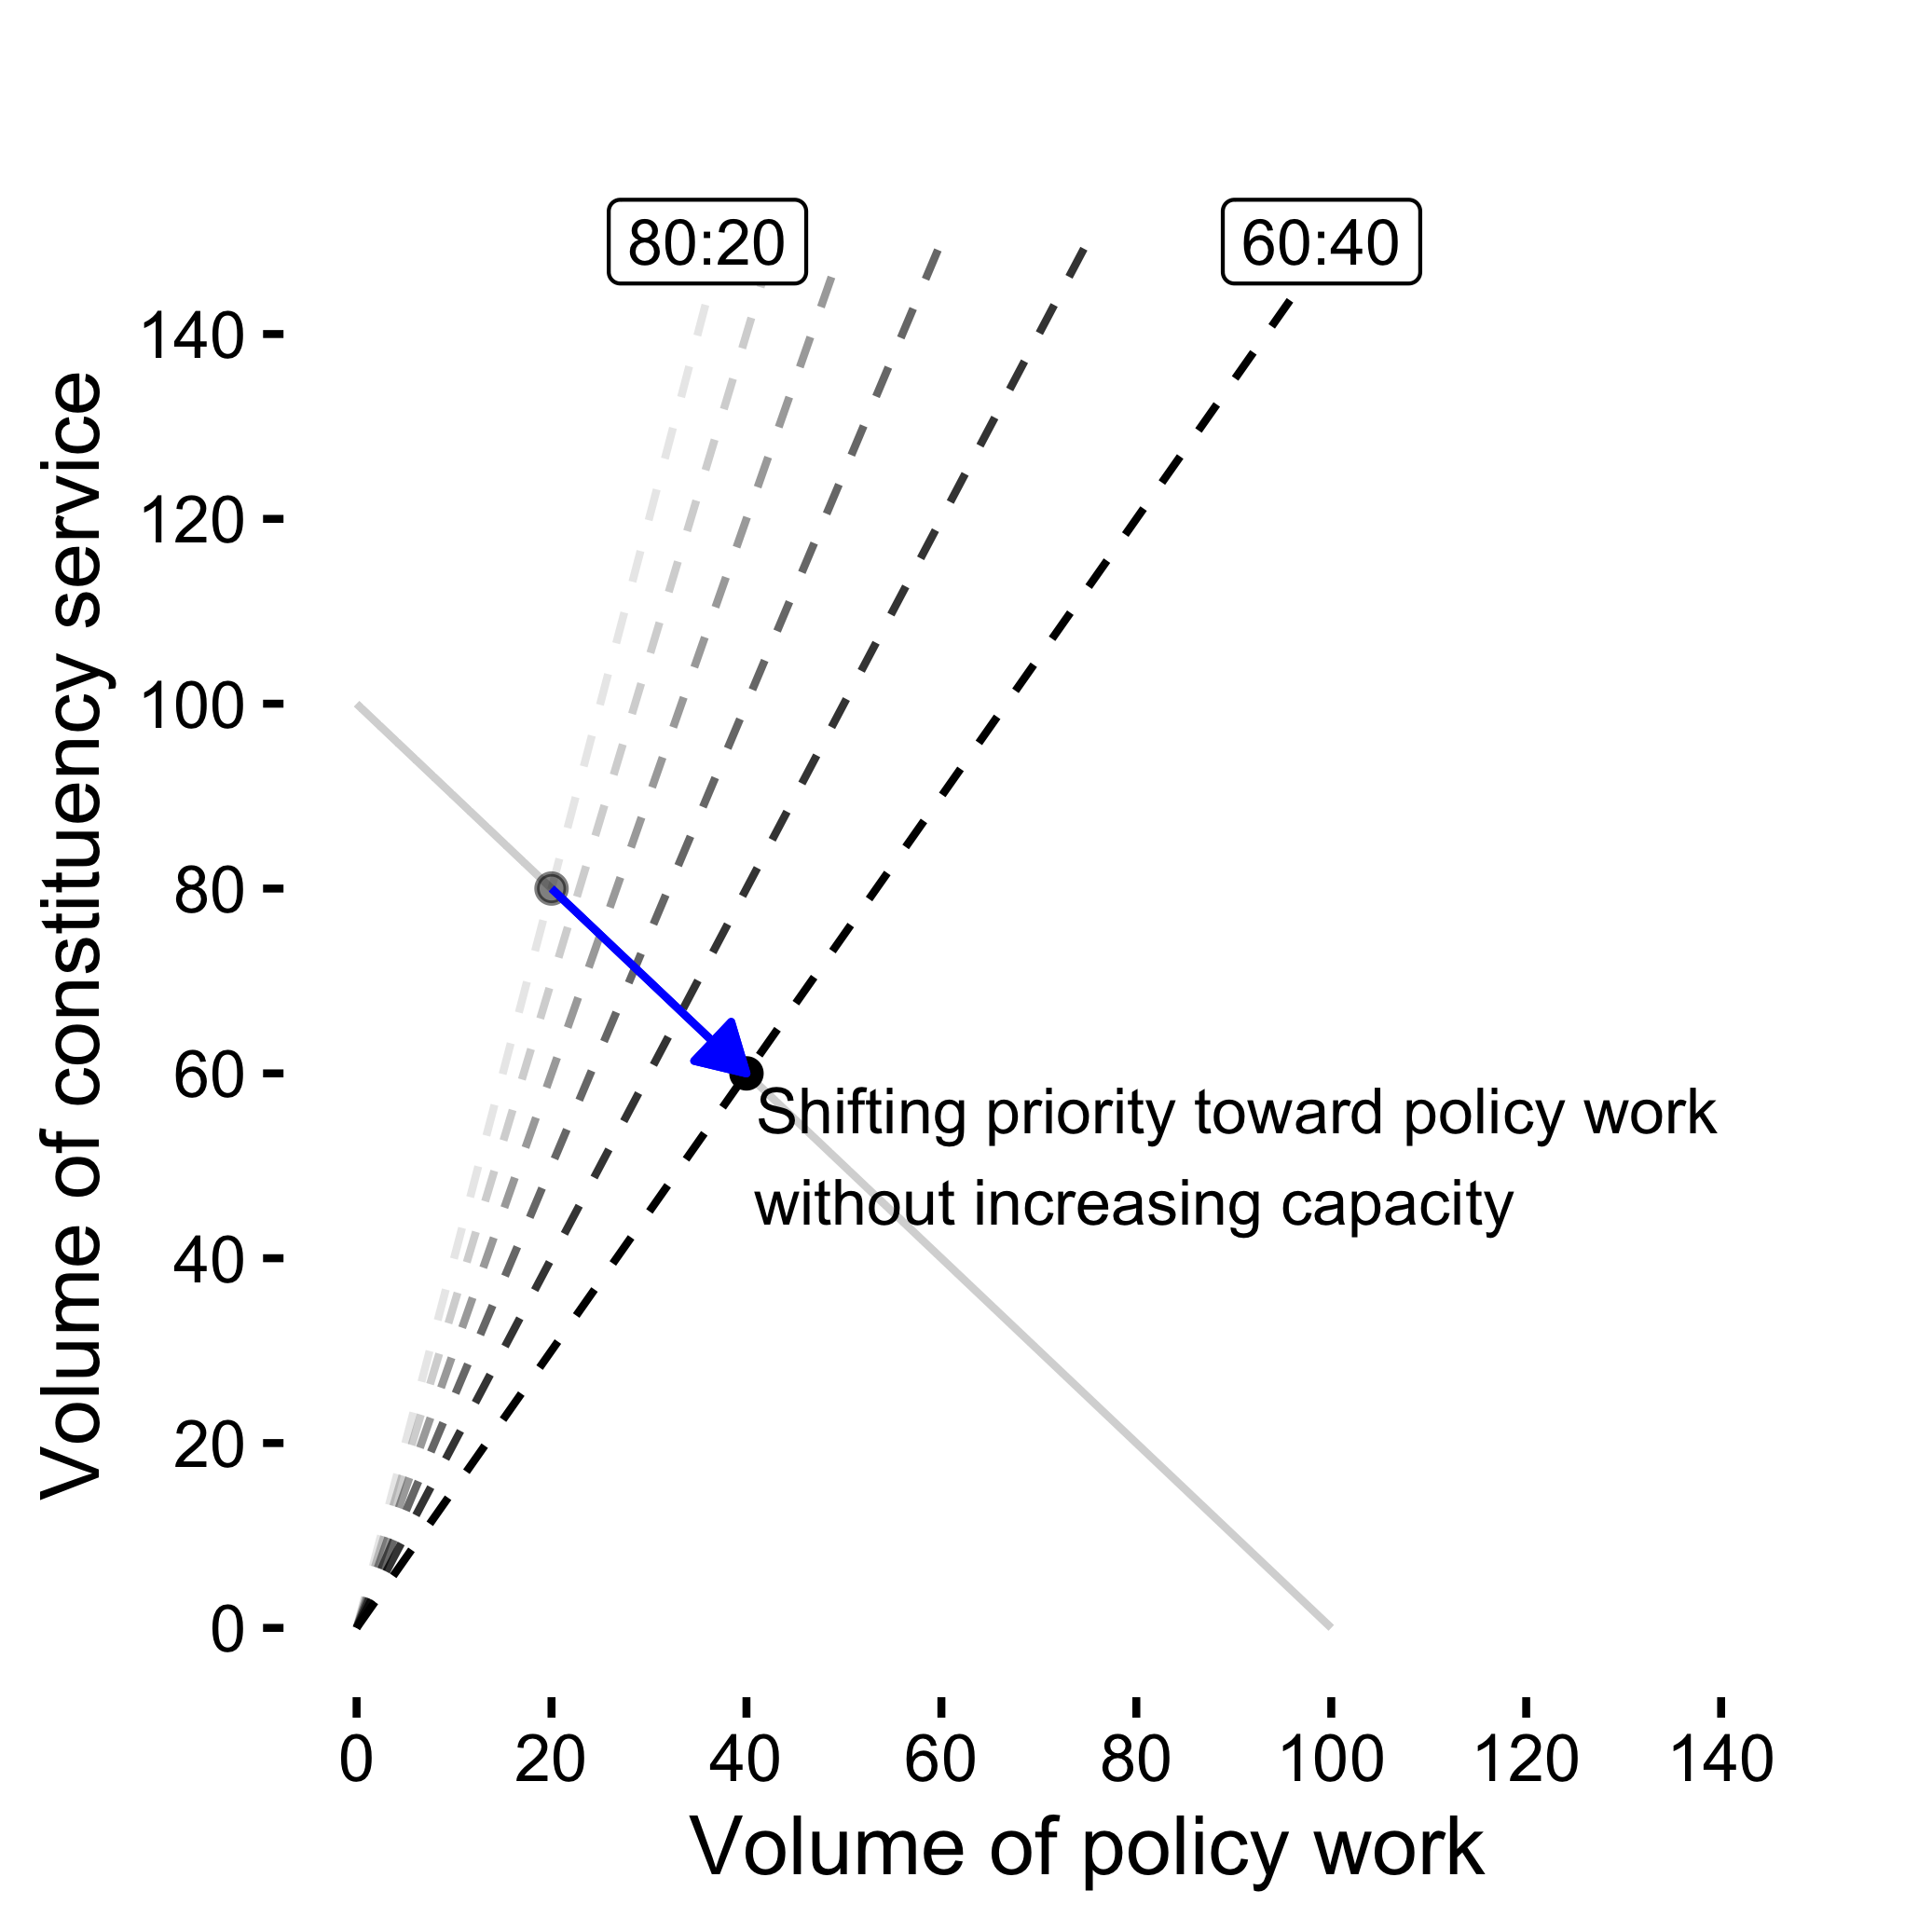 80:20
60:40
140
120
100
80
60
40
20
0
Volume of constituency service
Shifting priority toward policy work
without increasing capacity
0 20 40 60 80 100 120 140
Volume of policy work